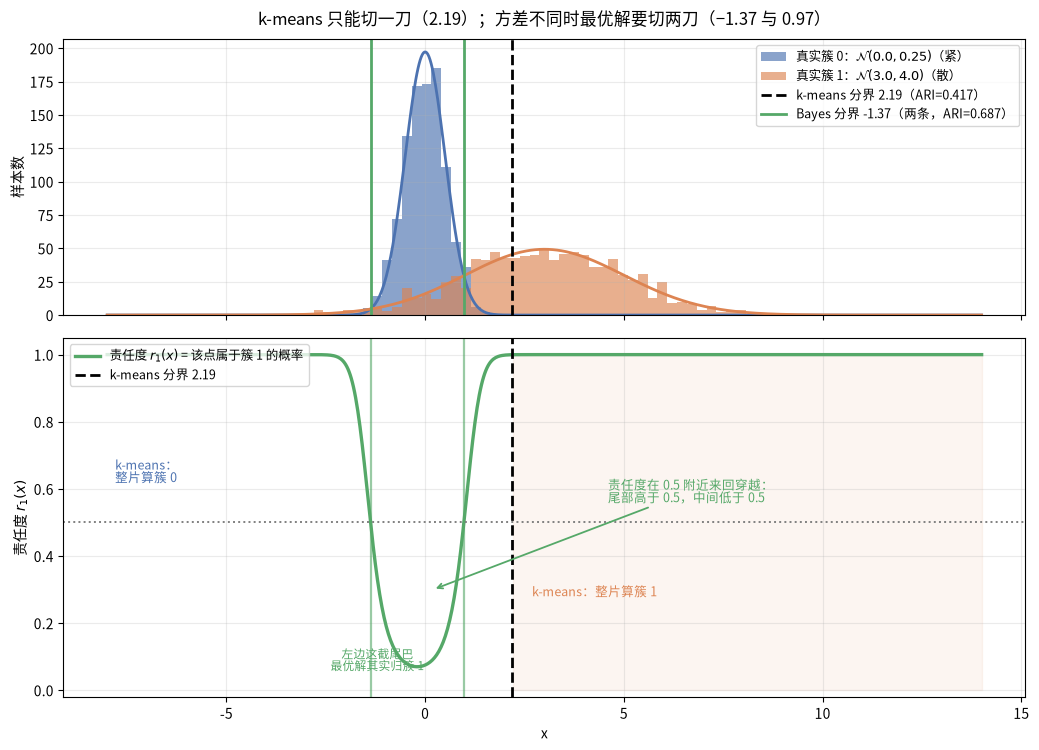 k-means 只能切一刀（2.19）；方差不同时最优解要切两刀（−1.37 与 0.97）
真实簇 0：𝒩(0.0, 0.25)（紧）
真实簇 1：𝒩(3.0, 4.0)（散）
k-means 分界 2.19（ARI=0.417）
Bayes 分界 -1.37（两条，ARI=0.687）
样本数
200
175
150
125
100
75
50
25
0
责任度 r₁(x) = 该点属于簇 1 的概率
k-means 分界 2.19
k-means：
整片算簇 0
责任度在 0.5 附近来回穿越：
尾部高于 0.5，中间低于 0.5
k-means：整片算簇 1
左边这截尾巴
最优解其实归簇 1
责任度 r₁(x)
1.0
0.8
0.6
0.4
0.2
0.0
-5
0
5
10
15
x